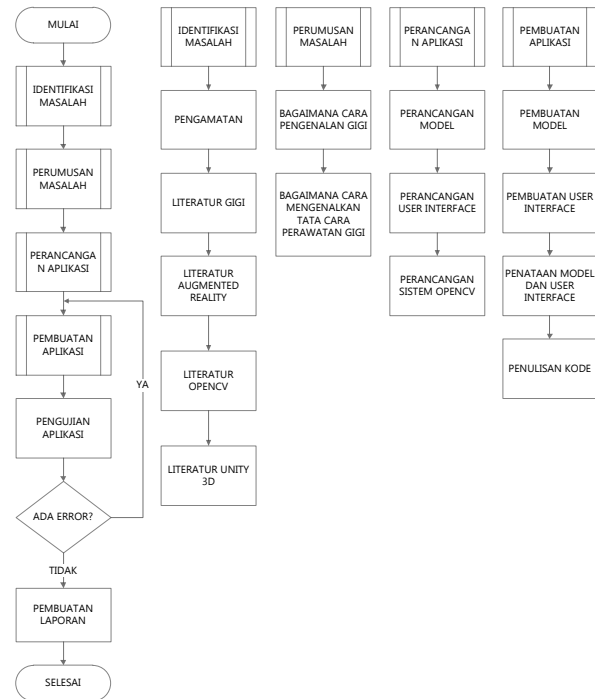 MULAI
IDENTIFIKASI
MASALAH
PERUMUSAN
MASALAH
PERANCANGA
N APLIKASI
PEMBUATAN
APLIKASI
PENGUJIAN
APLIKASI
ADA ERROR?
YA
TIDAK
PEMBUATAN
LAPORAN
SELESAI
IDENTIFIKASI
MASALAH
PENGAMATAN
LITERATUR GIGI
LITERATUR
AUGMENTED
REALITY
LITERATUR
OPENCV
LITERATUR UNITY
3D
PERUMUSAN
MASALAH
BAGAIMANA CARA
PENGENALAN GIGI
BAGAIMANA CARA
MENGENALKAN
TATA CARA
PERAWATAN GIGI
PERANCANGA
N APLIKASI
PERANCANGAN
MODEL
PERANCANGAN
USER INTERFACE
PERANCANGAN
SISTEM OPENCV
PEMBUATAN
APLIKASI
PEMBUATAN
MODEL
PEMBUATAN USER
INTERFACE
PENATAAN MODEL
DAN USER
INTERFACE
PENULISAN KODE